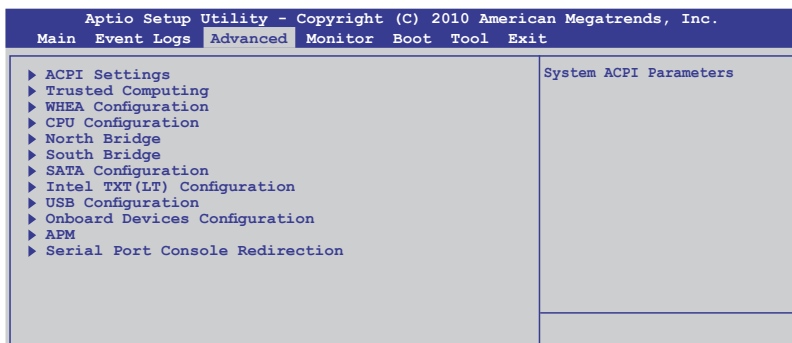 Aptio Setup Utility - Copyright (C) 2010 American Megatrends, Inc.
Main Event Logs Advanced Monitor Boot Tool Exit
ACPI Settings
Trusted Computing
WHEA Configuration
CPU Configuration
North Bridge
South Bridge
SATA Configuration
Intel TXT(LT) Configuration
USB Configuration
Onboard Devices Configuration
APM
Serial Port Console Redirection
System ACPI Parameters